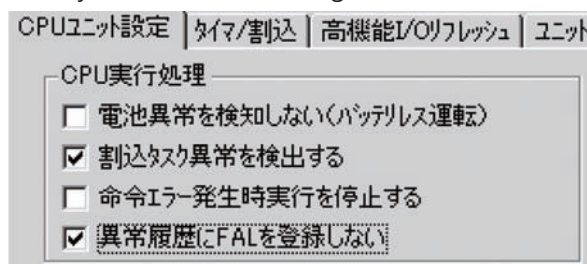 CPUユニット設定 タイマ/割込 高機能I/Oリフレッシュ ユニット
CPU実行処理
電池異常を検知しない(バッテリレス運転)
割込タスク異常を検出する
命令エラー発生時実行を停止する
異常履歴にFALを登録しない